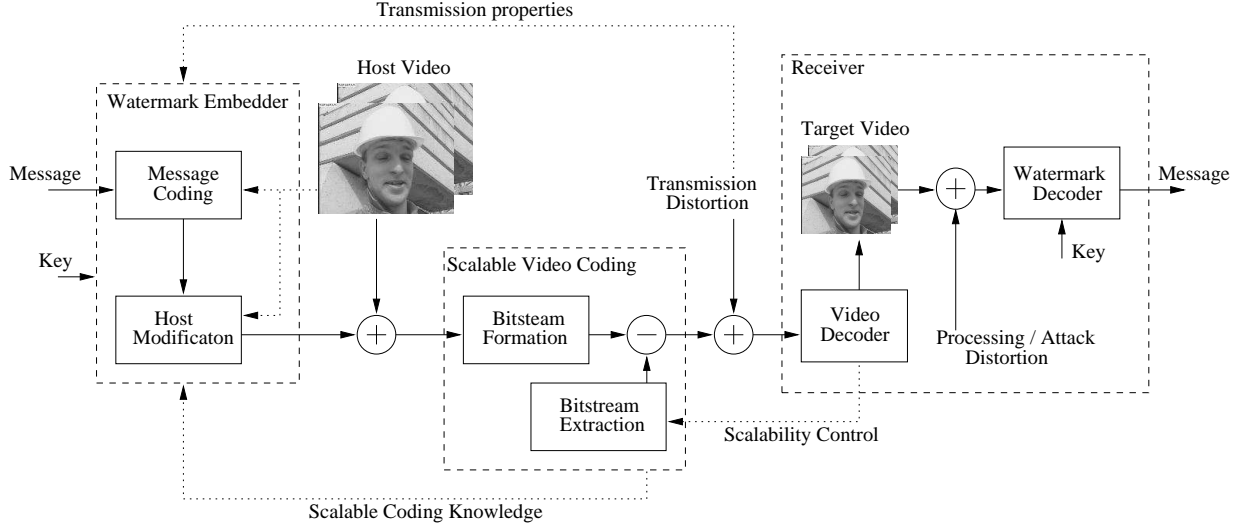 Transmission properties
Host Video
Receiver
Watermark Embedder
Target Video
Message
Message
Coding
Transmission
Distortion
Watermark
Decoder
Message
Key
Key
Scalable Video Coding
Host
Modificaton
Bitsteam
Formation
Video
Decoder
Processing / Attack
Distortion
Bitstream
Extraction
Scalability Control
Scalable Coding Knowledge